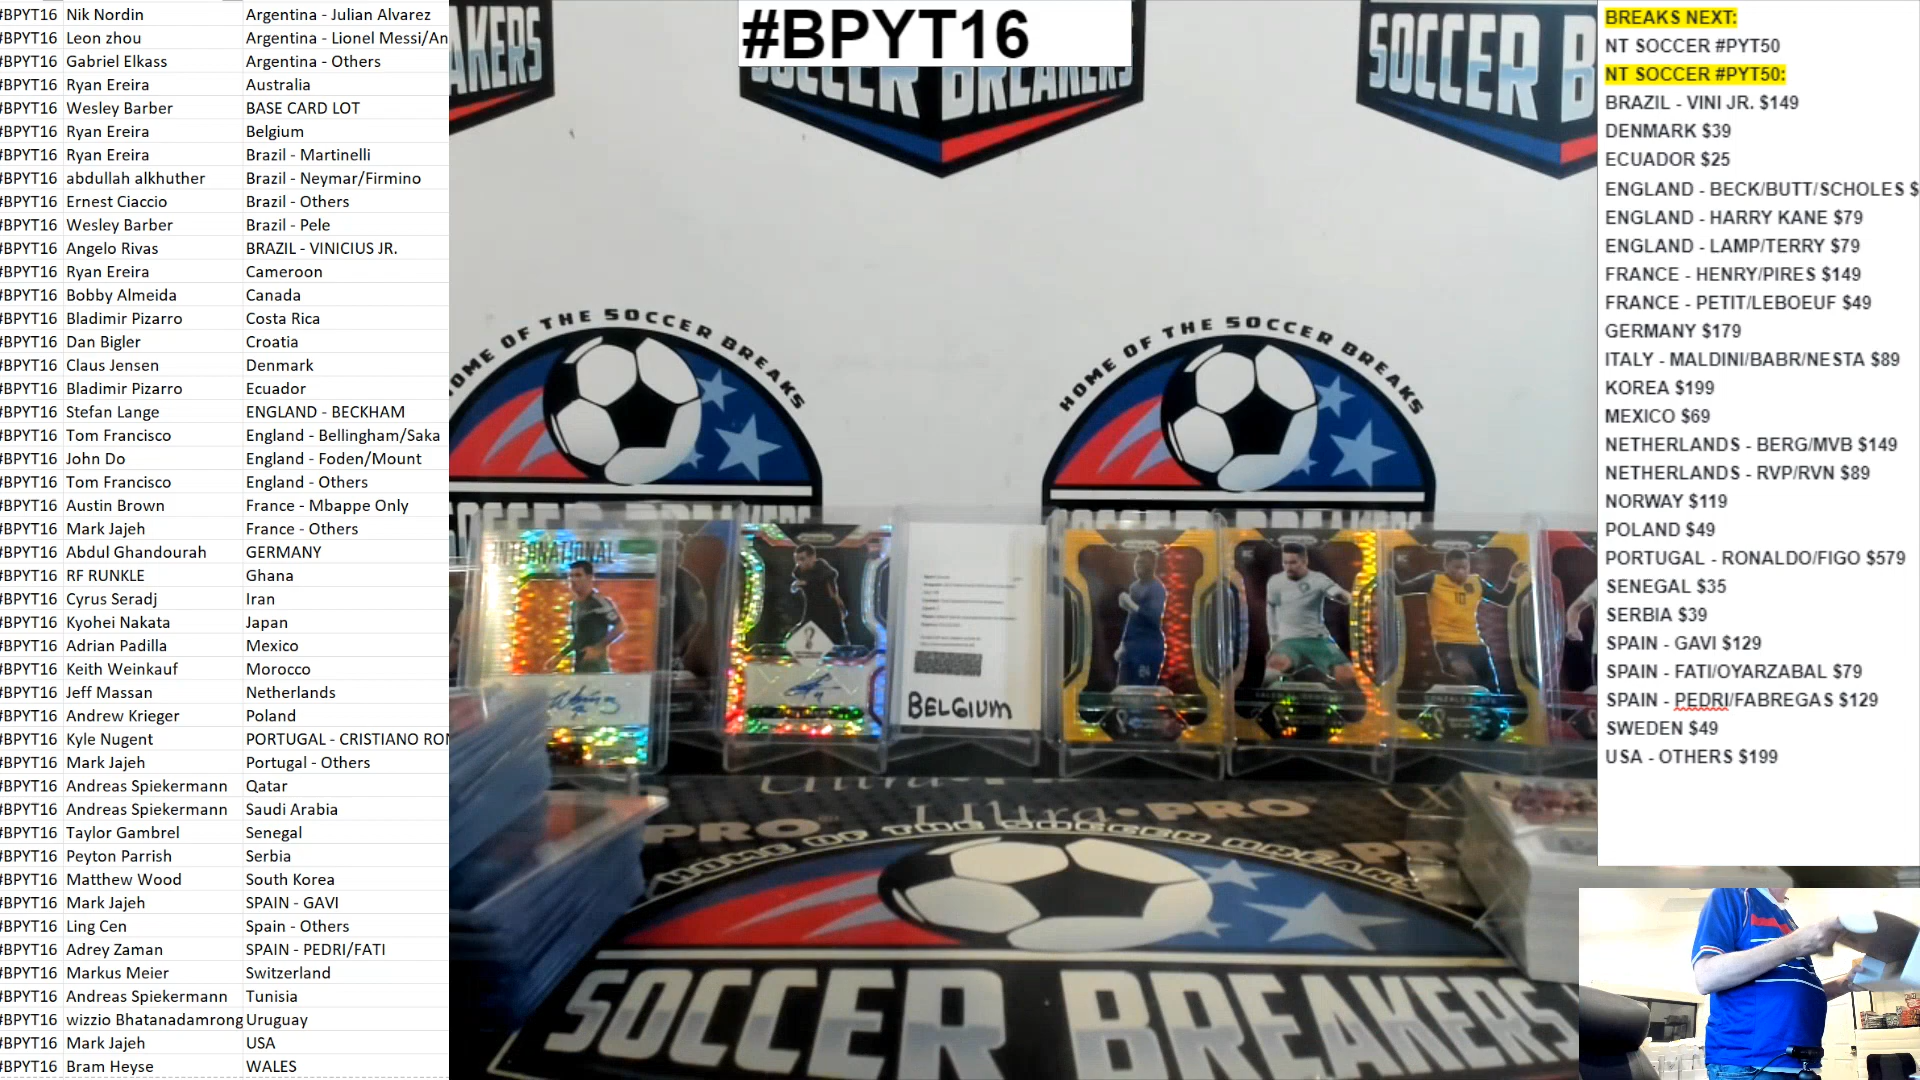 #BPYT16 Nik Nordin Argentina - Julian Alvarez
#BPYT16 Leon zhou Argentina - Lionel Messi/An
#BPYT16 Gabriel Elkass Argentina - Others
#BPYT16 Ryan Ereira Australia
#BPYT16 Wesley Barber BASE CARD LOT
#BPYT16 Ryan Ereira Belgium
#BPYT16 Ryan Ereira Brazil - Martinelli
#BPYT16 abdullah alkhuther Brazil - Neymar/Firmino
#BPYT16 Ernest Ciaccio Brazil - Others
#BPYT16 Wesley Barber Brazil - Pele
#BPYT16 Angelo Rivas BRAZIL - VINICIUS JR.
#BPYT16 Ryan Ereira Cameroon
#BPYT16 Bobby Almeida Canada
#BPYT16 Bladimir Pizarro Costa Rica
#BPYT16 Dan Bigler Croatia
#BPYT16 Claus Jensen Denmark
#BPYT16 Bladimir Pizarro Ecuador
#BPYT16 Stefan Lange ENGLAND - BECKHAM
#BPYT16 Tom Francisco England - Bellingham/Saka
#BPYT16 John Do England - Foden/Mount
#BPYT16 Tom Francisco England - Others
#BPYT16 Austin Brown France - Mbappe Only
#BPYT16 Mark Jajeh France - Others
#BPYT16 Abdul Ghandourah GERMANY
#BPYT16 RF RUNKLE Ghana
#BPYT16 Cyrus Seradj Iran
#BPYT16 Kyohei Nakata Japan
#BPYT16 Adrian Padilla Mexico
#BPYT16 Keith Weinkauf Morocco
#BPYT16 Jeff Massan Netherlands
#BPYT16 Andrew Krieger Poland
#BPYT16 Kyle Nugent PORTUGAL - CRISTIANO RON
#BPYT16 Mark Jajeh Portugal - Others
#BPYT16 Andreas Spiekermann Qatar
#BPYT16 Andreas Spiekermann Saudi Arabia
#BPYT16 Taylor Gambrel Senegal
#BPYT16 Peyton Parrish Serbia
#BPYT16 Matthew Wood South Korea
#BPYT16 Mark Jajeh SPAIN - GAVI
#BPYT16 Ling Cen Spain - Others
#BPYT16 Adrey Zaman SPAIN - PEDRI/FATI
#BPYT16 Markus Meier Switzerland
#BPYT16 Andreas Spiekermann Tunisia
#BPYT16 wizzio Bhatanadamrong Uruguay
#BPYT16 Mark Jajeh USA
#BPYT16 Bram Heyse WALES
#BPYT16
EAKERS
SOCCER BREAKERS
SOCCER B
HOME OF THE SOCCER BREAKS
HOME OF THE SOCCER BREAKS
SOCCER BREAKERS
INTERNATIONAL
BELGIUM
PRO
Ultra PRO
HOME OF THE SOCCER BREAKS
SOCCER BREAKERS
BREAKS NEXT:
NT SOCCER #PYT50
NT SOCCER #PYT50:
BRAZIL - VINI JR. $149
DENMARK $39
ECUADOR $25
ENGLAND - BECK/BUTT/SCHOLES $
ENGLAND - HARRY KANE $79
ENGLAND - LAMP/TERRY $79
FRANCE - HENRY/PIRES $149
FRANCE - PETIT/LEBOEUF $49
GERMANY $179
ITALY - MALDINI/BABR/NESTA $89
KOREA $199
MEXICO $69
NETHERLANDS - BERG/MVB $149
NETHERLANDS - RVP/RVN $89
NORWAY $119
POLAND $49
PORTUGAL - RONALDO/FIGO $579
SENEGAL $35
SERBIA $39
SPAIN - GAVI $129
SPAIN - FATI/OYARZABAL $79
SPAIN - PEDRI/FABREGAS $129
SWEDEN $49
USA - OTHERS $199